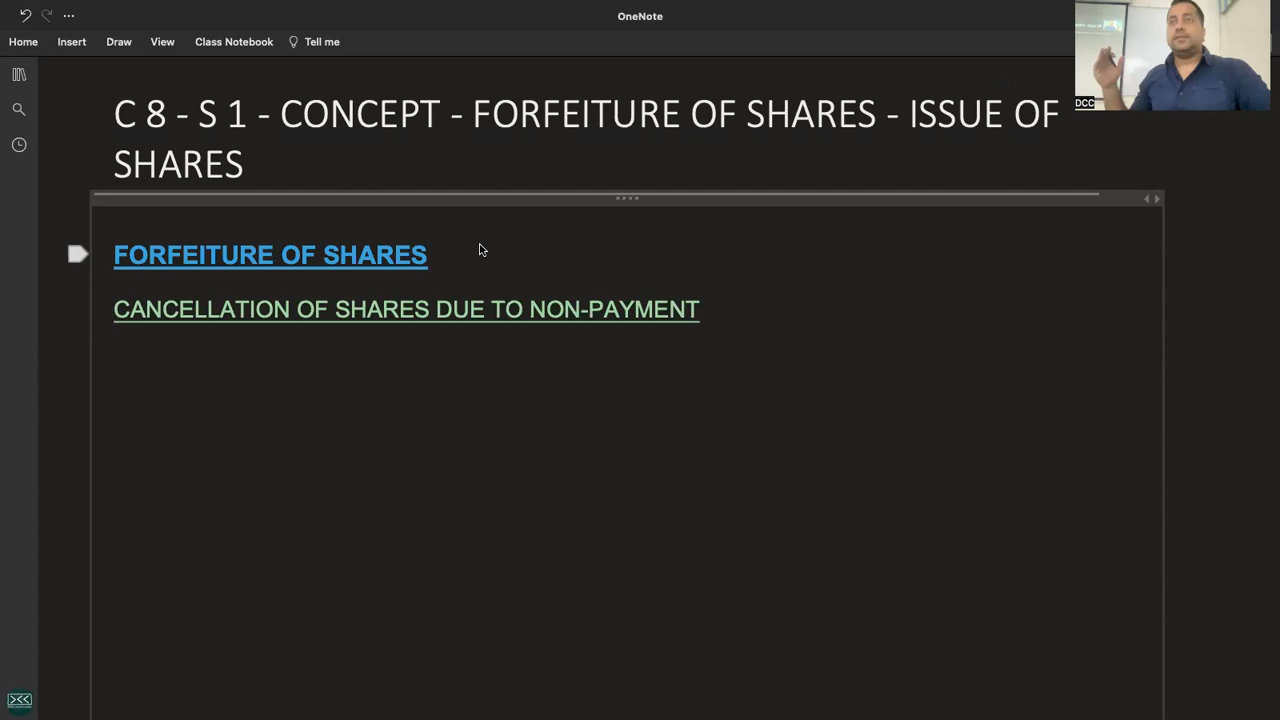 OneNote
Home Insert Draw View Class Notebook Tell me
DCC
C 8 - S 1 - CONCEPT - FORFEITURE OF SHARES - ISSUE OF
SHARES
FORFEITURE OF SHARES
CANCELLATION OF SHARES DUE TO NON-PAYMENT